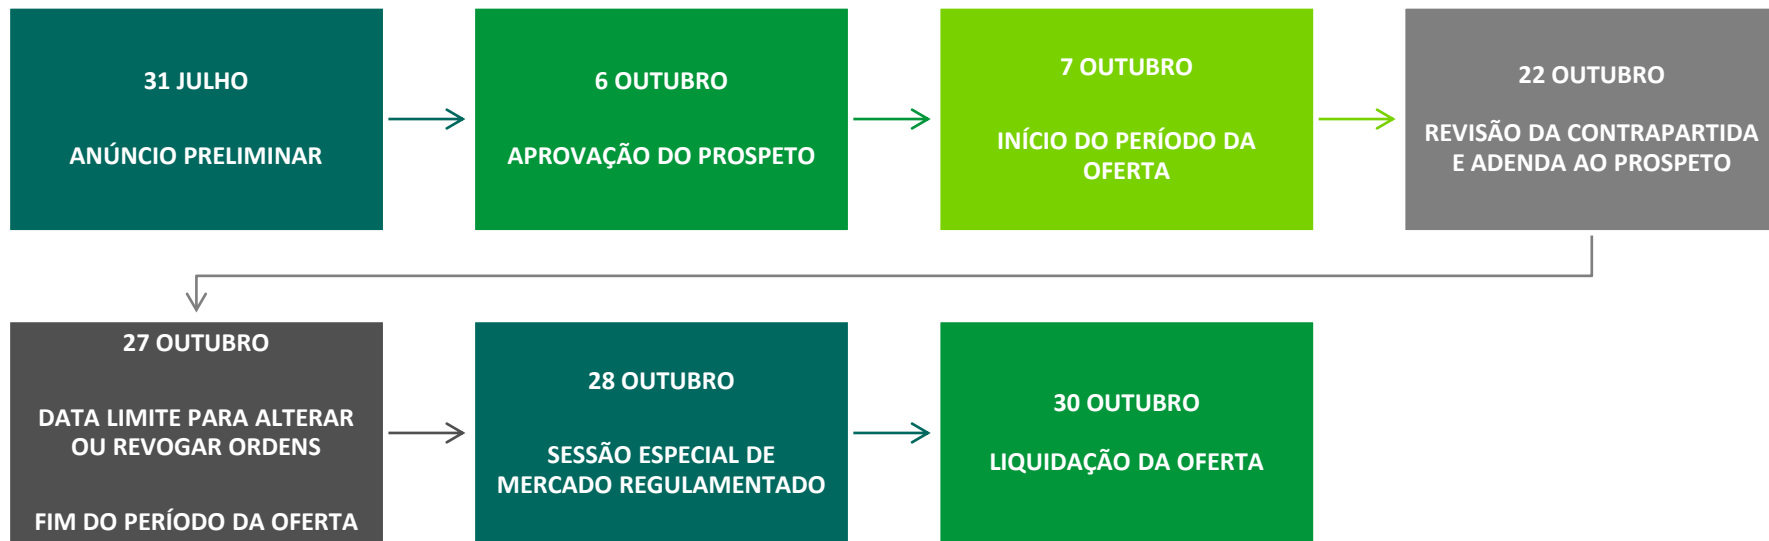 31 JULHO
ANÚNCIO PRELIMINAR
6 OUTUBRO
APROVAÇÃO DO PROSPETO
7 OUTUBRO
INÍCIO DO PERÍODO DA
OFERTA
22 OUTUBRO
REVISÃO DA CONTRAPARTIDA
E ADENDA AO PROSPETO
27 OUTUBRO
DATA LIMITE PARA ALTERAR
OU REVOGAR ORDENS
FIM DO PERÍODO DA OFERTA
28 OUTUBRO
SESSÃO ESPECIAL DE
MERCADO REGULAMENTADO
30 OUTUBRO
LIQUIDAÇÃO DA OFERTA